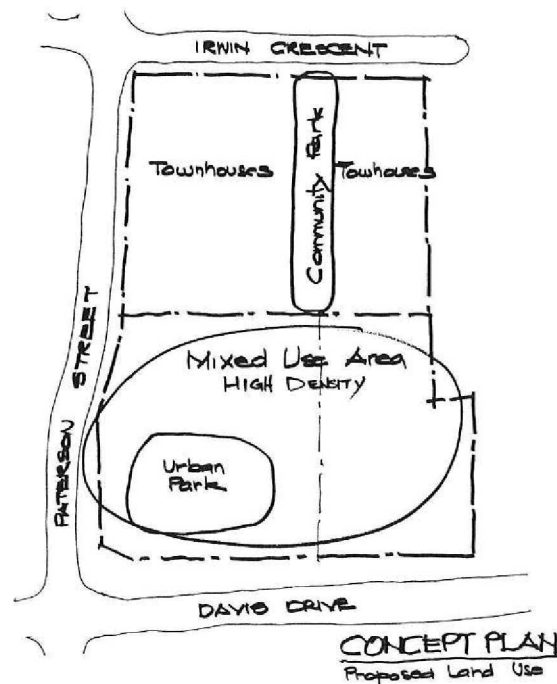 IRWIN CRESCENT
Townhouses
Community Park
Towhouses
PATERSON STREET
Mixed Use Area
HIGH DENSITY
Urban
Park
DAVIS DRIVE
CONCEPT PLAN
Proposed Land Use